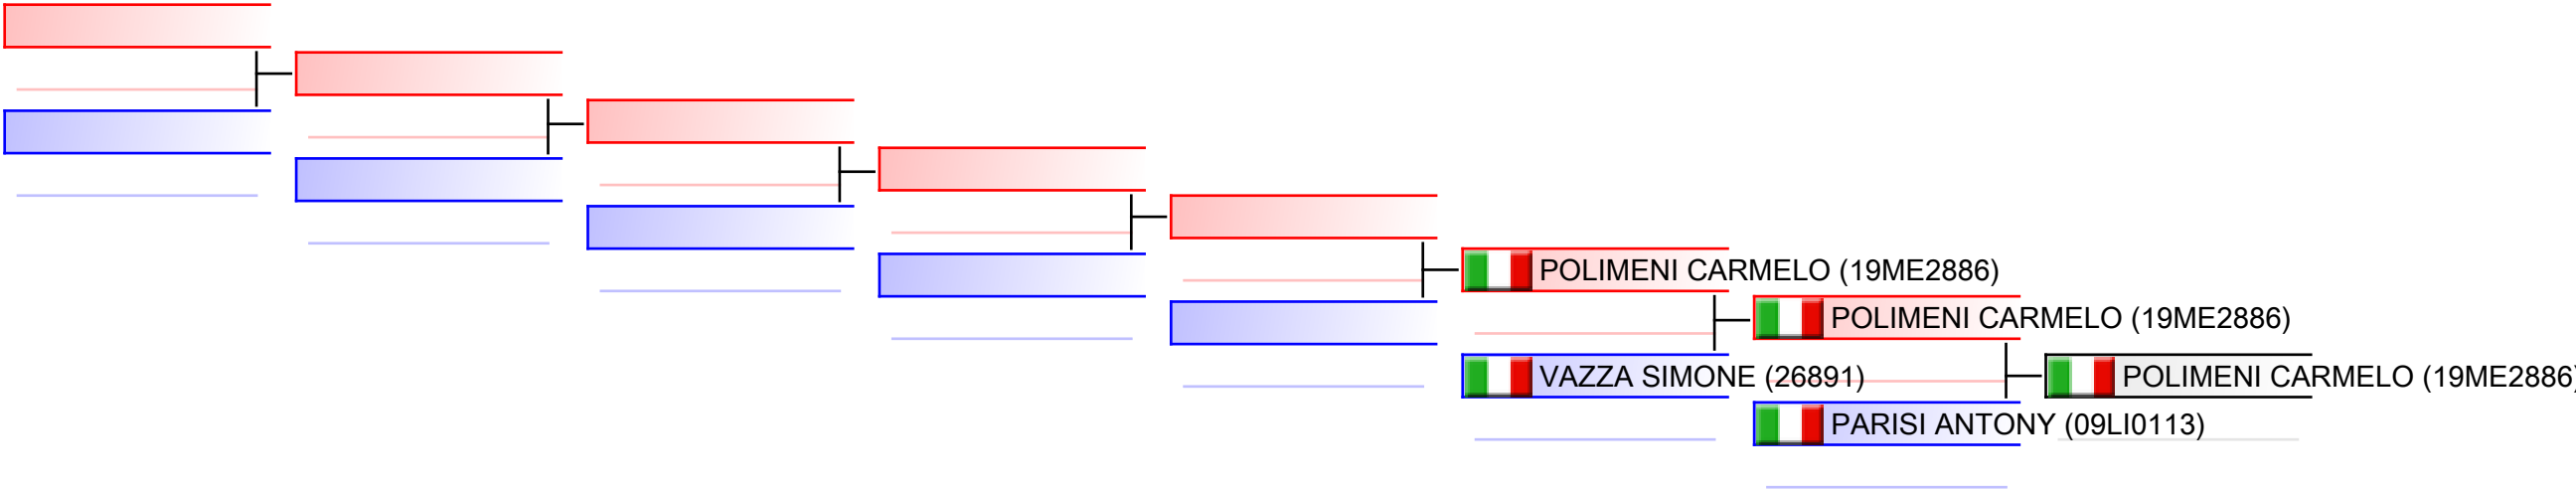 POLIMENI CARMELO (19ME2886)
POLIMENI CARMELO (19ME2886)
VAZZA SIMONE (26891)
POLIMENI CARMELO (19ME2886)
PARISI ANTONY (09LI0113)